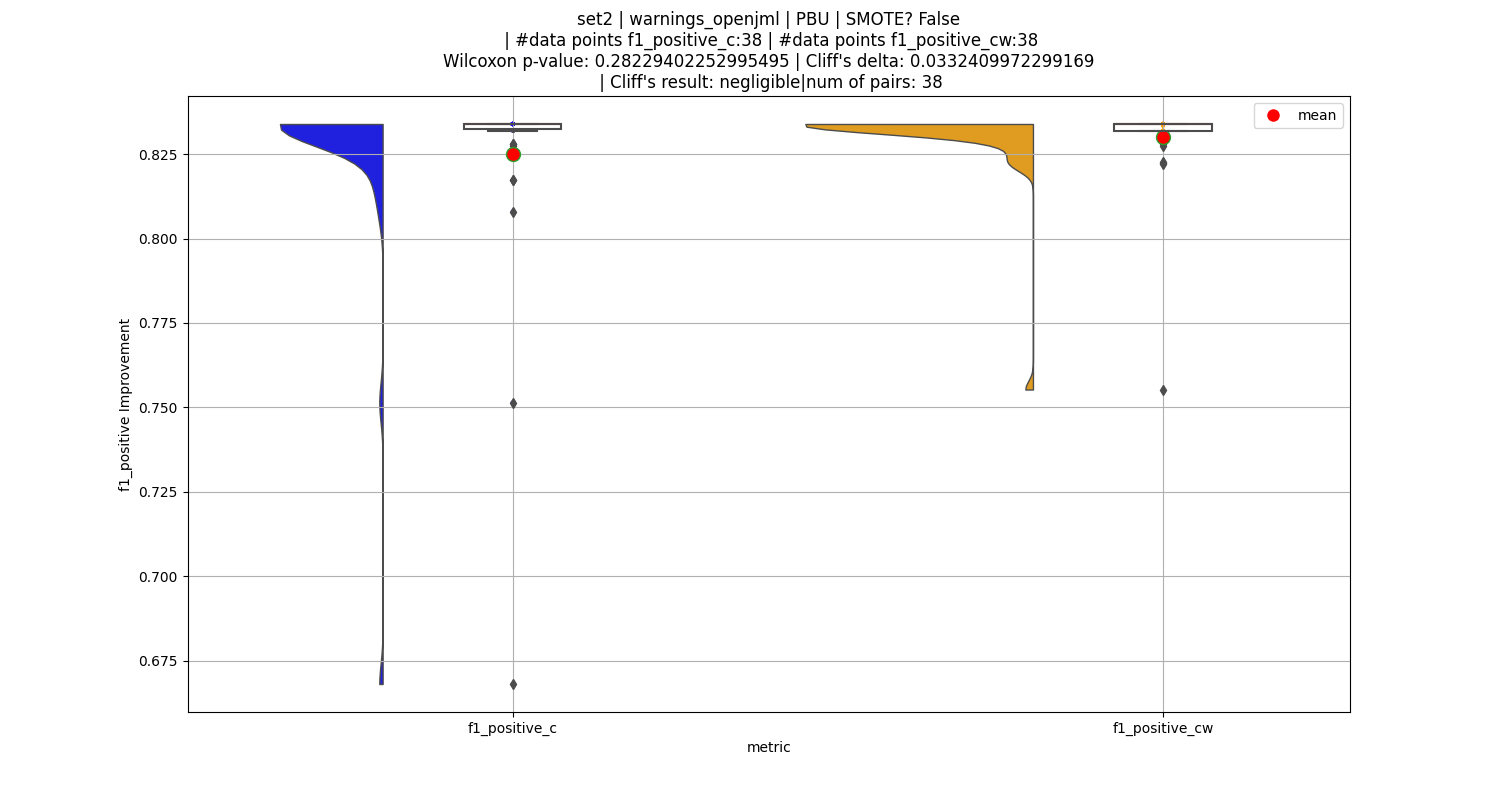 set2 | warnings_openjml | PBU | SMOTE? False
| #data points f1_positive_c:38 | #data points f1_positive_cw:38
Wilcoxon p-value: 0.28229402252995495 | Cliff's delta: 0.0332409972299169
| Cliff's result: negligible|num of pairs: 38
mean
0.825
0.800
0.775
0.750
0.725
0.700
0.675
f1_positive Improvement
f1_positive_c
f1_positive_cw
metric